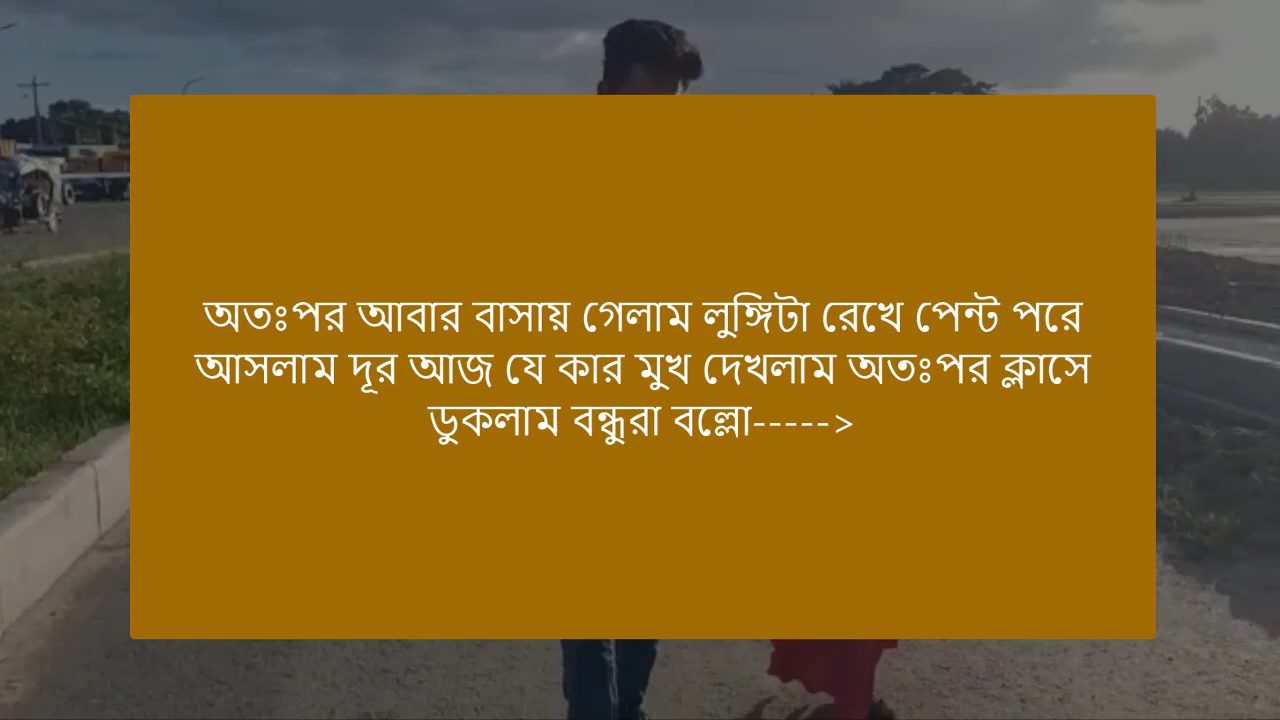 অতঃপর আবার বাসায় গেলাম লুঙ্গিটা রেখে পেন্ট পরে
আসলাম দূর আজ যে কার মুখ দেখলাম অতঃপর ক্লাসে
ডুকলাম বন্ধুরা বল্লো----->